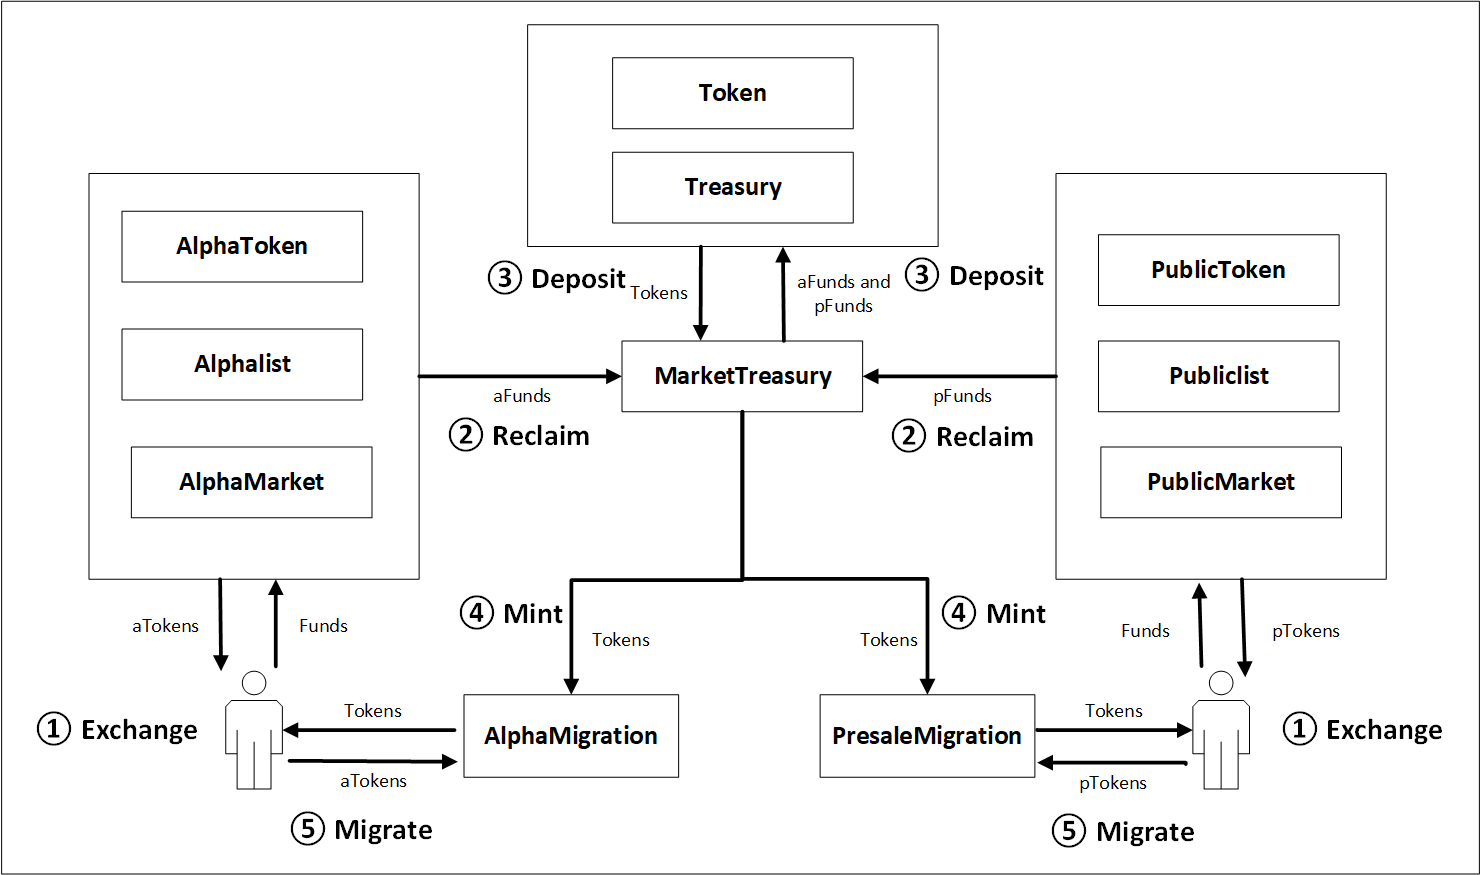 Token
Treasury
AlphaToken
Alphalist
AlphaMarket
PublicToken
Publiclist
PublicMarket
③ Deposit
Tokens
aFunds and
pFunds
③ Deposit
MarketTreasury
aFunds
② Reclaim
pFunds
② Reclaim
aTokens
Funds
④ Mint
Tokens
Tokens
④ Mint
Funds
pTokens
① Exchange
Tokens
aTokens
AlphaMigration
PresaleMigration
Tokens
pTokens
① Exchange
⑤ Migrate
⑤ Migrate